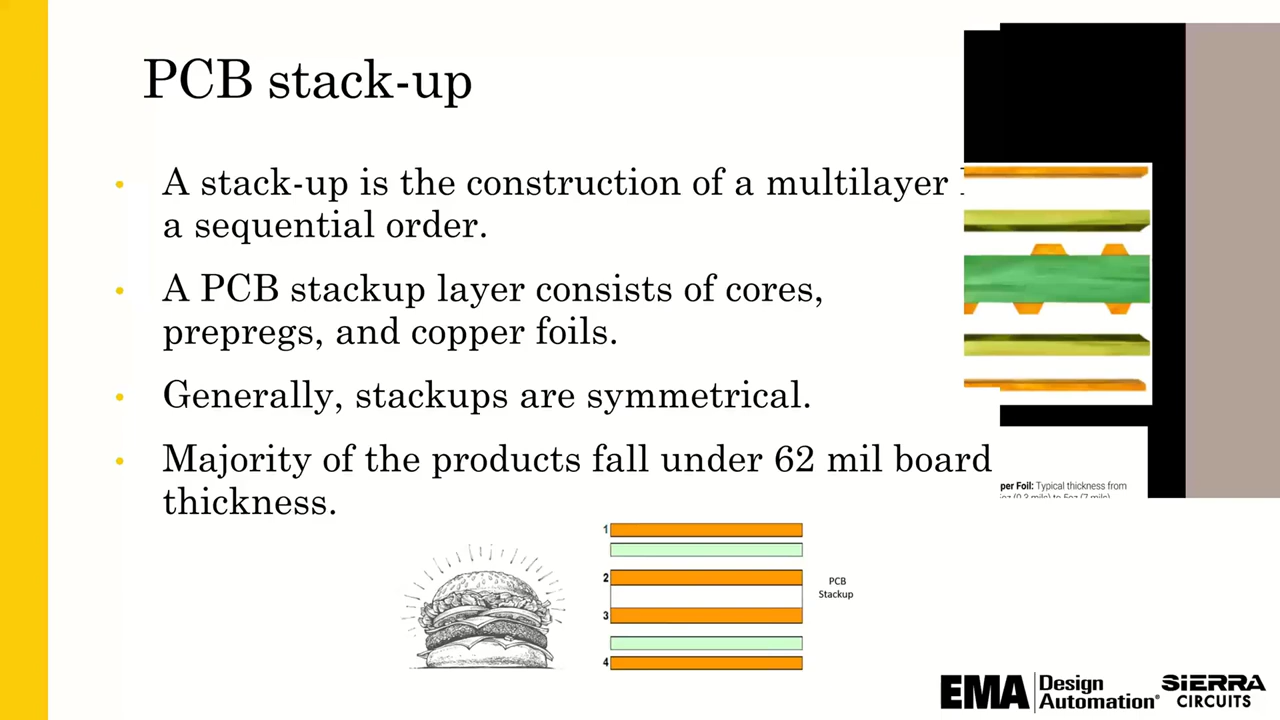 PCB stack-up
A stack-up is the construction of a multilayer
a sequential order.
A PCB stackup layer consists of cores,
prepregs, and copper foils.
Generally, stackups are symmetrical.
Majority of the products fall under 62 mil board
thickness.
per Foil: Typical thickness from
1
2
3
4
PCB
Stackup
EMA Design
Automation®
SIERRA
CIRCUITS